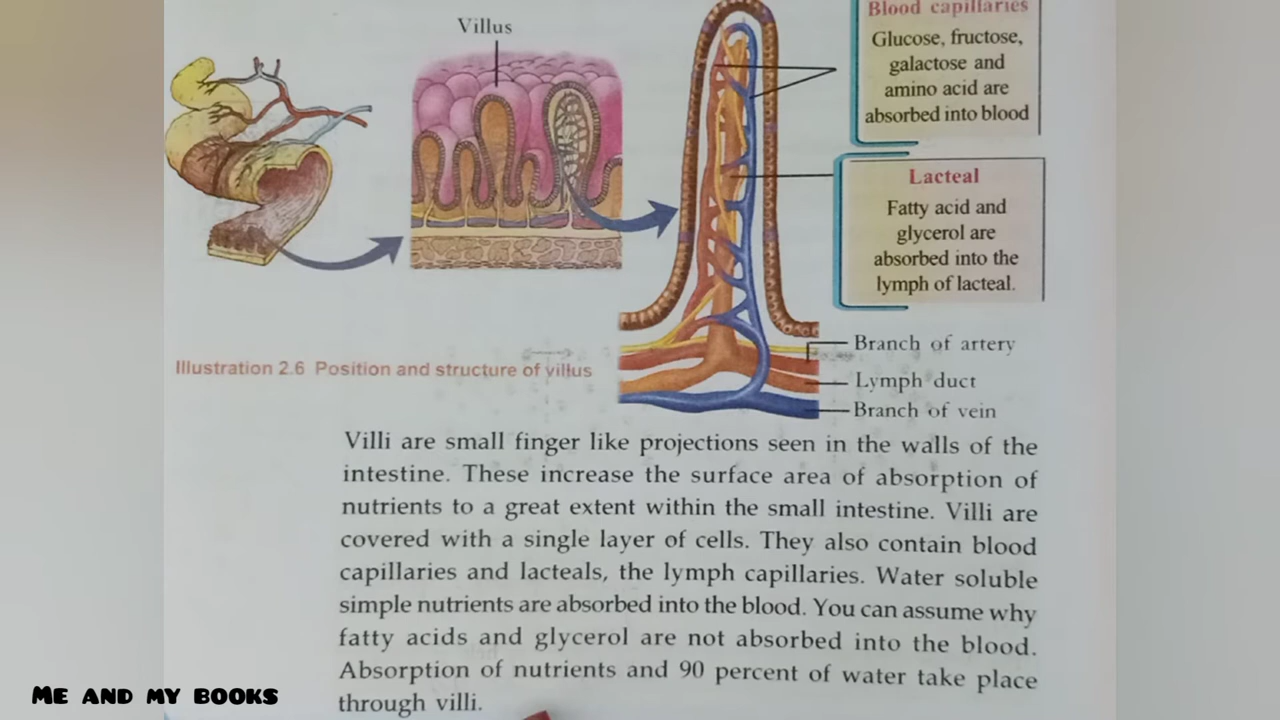 Villus
Blood capillaries
Glucose, fructose,
galactose and
amino acid are
absorbed into blood
Lacteal
Fatty acid and
glycerol are
absorbed into the
lymph of lacteal.
Branch of artery
Lymph duct
Branch of vein
Illustration 2.6 Position and structure of villus
Villi are small finger like projections seen in the walls of the
intestine. These increase the surface area of absorption of
nutrients to a great extent within the small intestine. Villi are
covered with a single layer of cells. They also contain blood
capillaries and lacteals, the lymph capillaries. Water soluble
simple nutrients are absorbed into the blood. You can assume why
fatty acids and glycerol are not absorbed into the blood.
Absorption of nutrients and 90 percent of water take place
through villi.
ME AND MY BOOKS